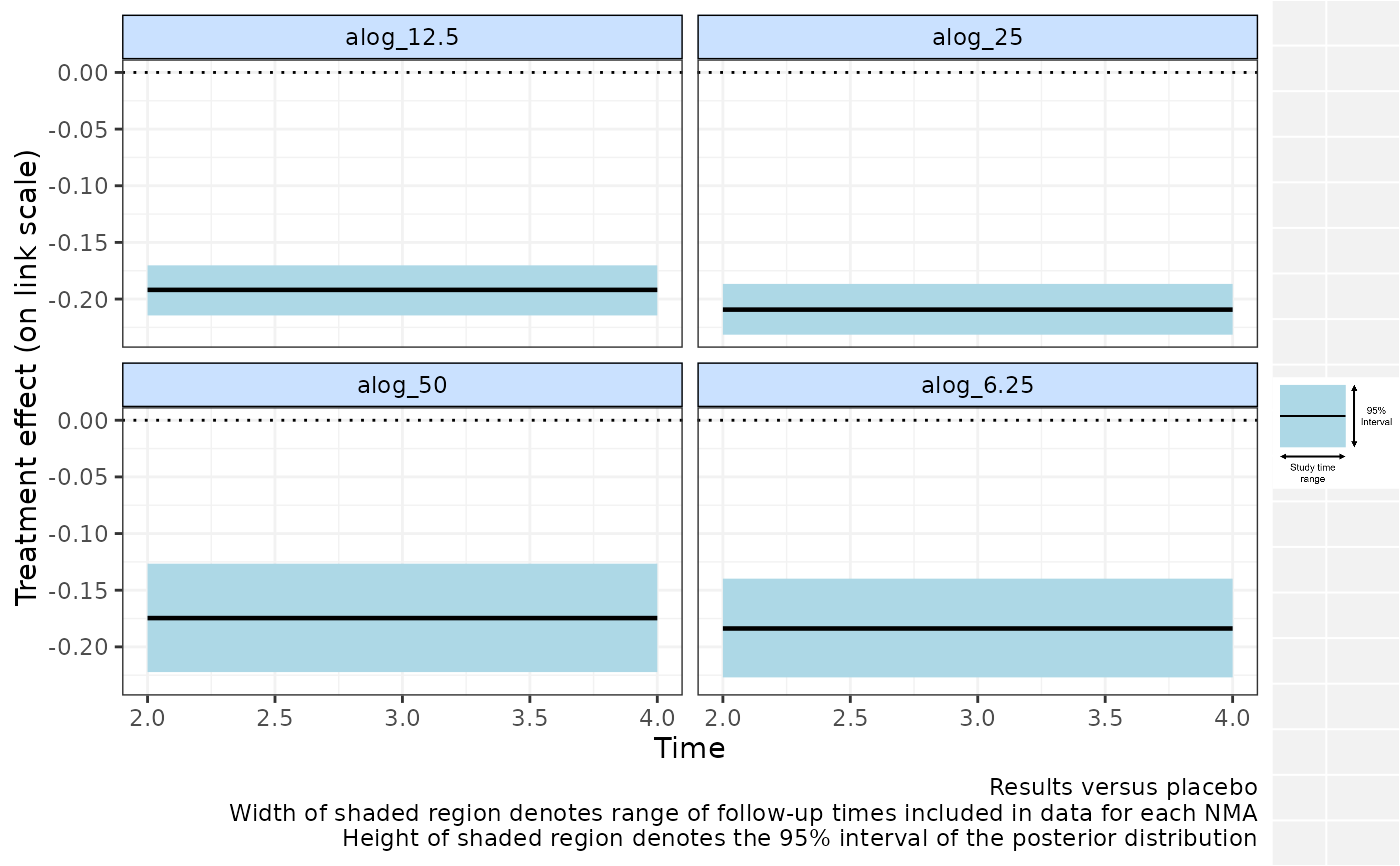 Treatment effect (on link scale)
alog_12.5
alog_25
0.00
-0.05
-0.10
-0.15
-0.20
alog_50
alog_6.25
0.00
-0.05
-0.10
-0.15
-0.20
2.0 2.5 3.0 3.5 4.0
2.0 2.5 3.0 3.5 4.0
Time
95%
Interval
Study time
range
Results versus placebo
Width of shaded region denotes range of follow-up times included in data for each NMA
Height of shaded region denotes the 95% interval of the posterior distribution